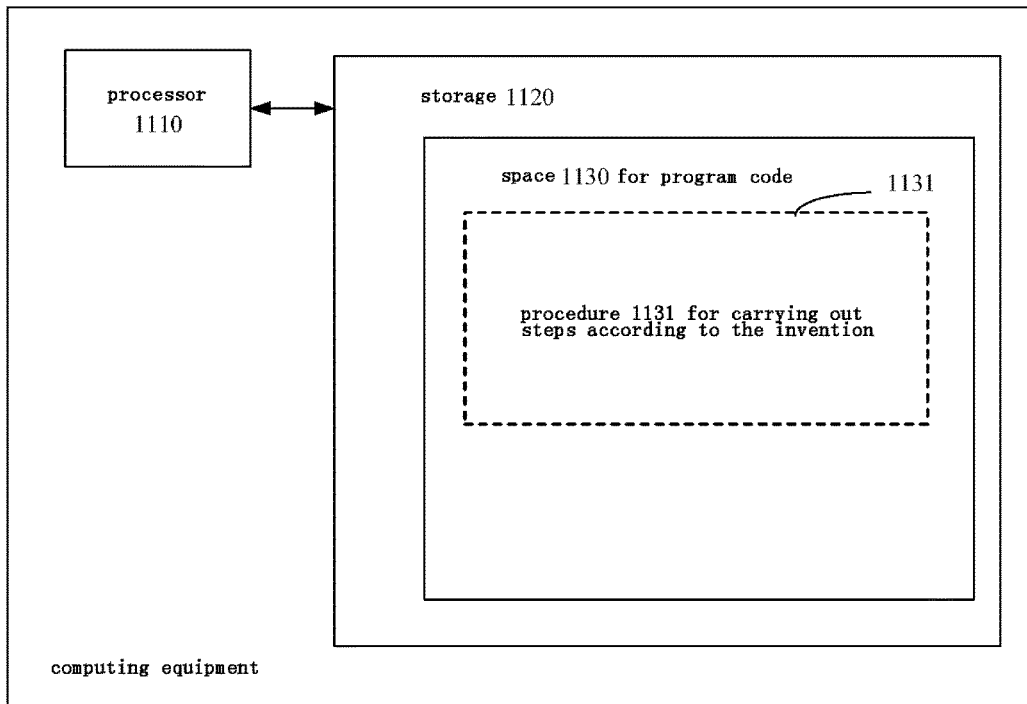 processor
1110
storage 1120
space 1130 for program code
1131
procedure 1131 for carrying out
steps according to the invention
computing equipment